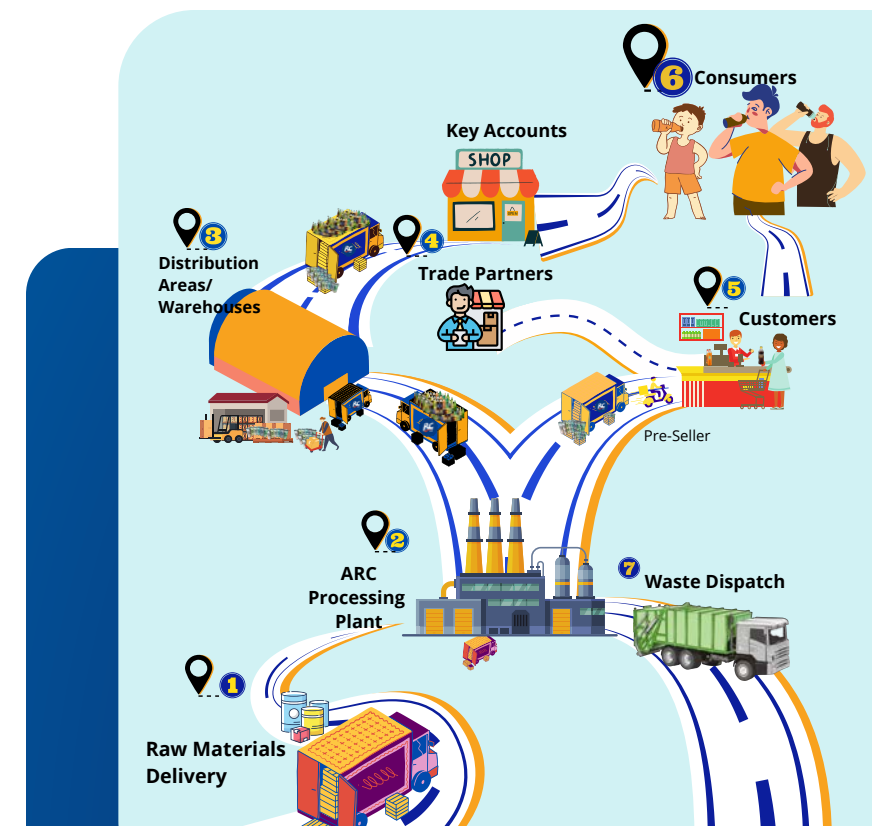 6 Consumers
Key Accounts
SHOP
OPEN
3
4
Distribution
Areas/
Warehouses
Trade Partners
5
Customers
Pre-Seller
2
ARC
Processing
Plant
7
Waste Dispatch
1
Raw Materials
Delivery